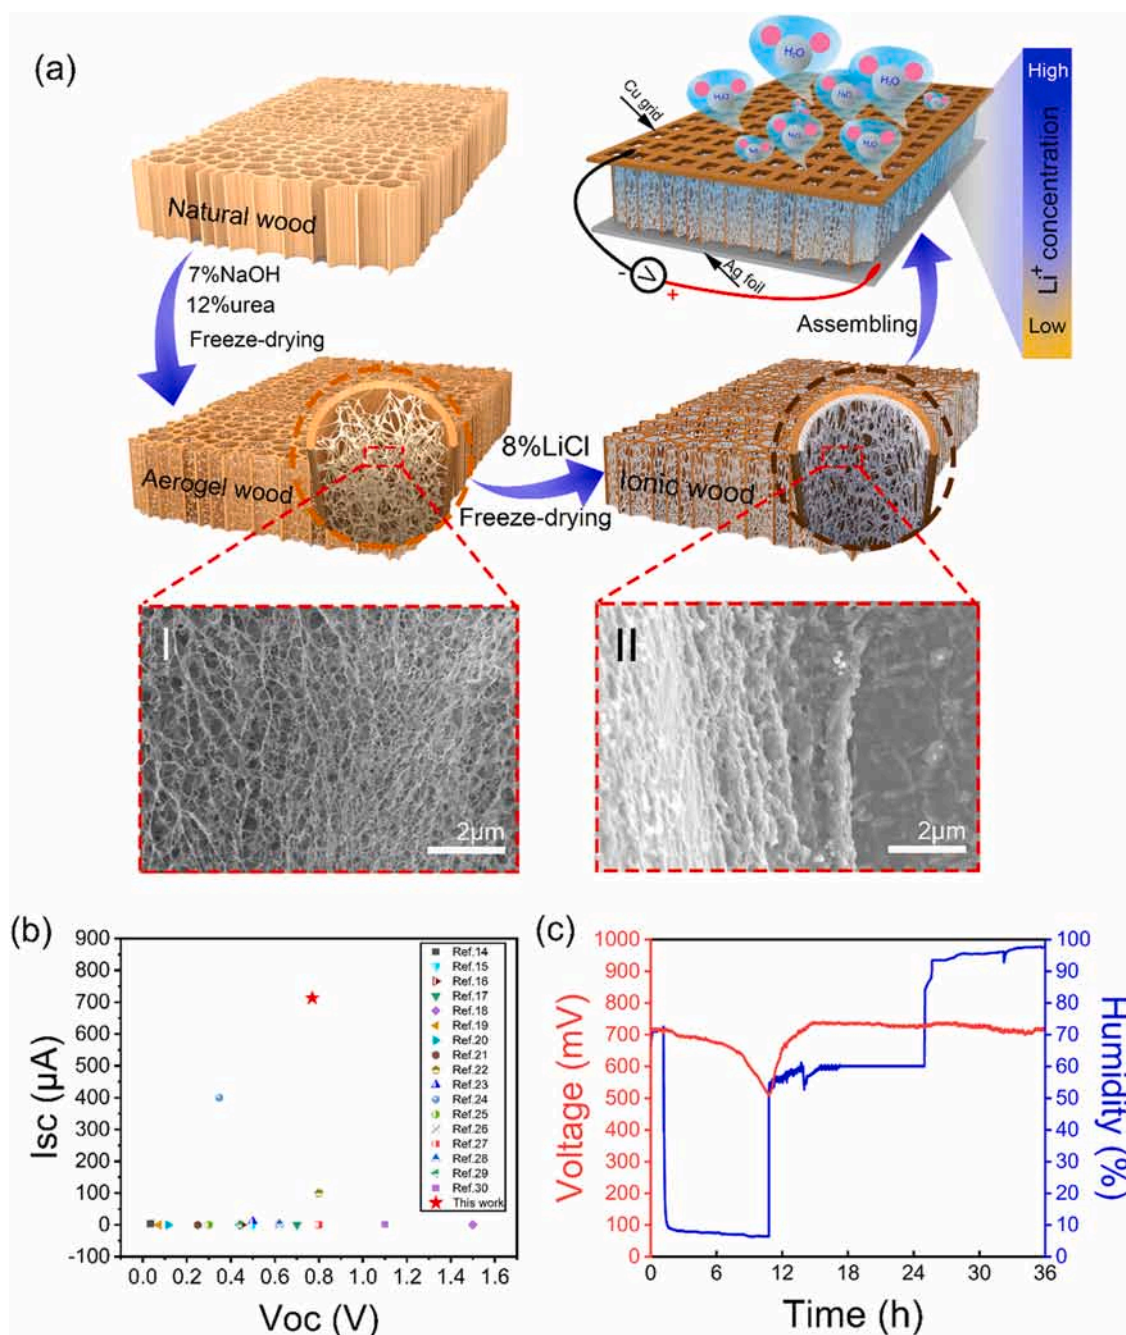 (a)
Natural wood
7%NaOH
12%urea
Freeze-drying
Cu grid
H₂O
H₂O
H₂O
H₂O
H₂O
H₂O
Ag foil
-
V
+
Assembling
High
Li⁺ concentration
Low
Aerogel wood
8%LiCl
Freeze-drying
Ionic wood
I
2μm
II
2μm
(b)
900
800
700
600
500
400
300
200
100
0
-100
Isc (μA)
0.0 0.2 0.4 0.6 0.8 1.0 1.2 1.4 1.6
Voc (V)
Ref.14
Ref.15
Ref.16
Ref.17
Ref.18
Ref.19
Ref.20
Ref.21
Ref.22
Ref.23
Ref.24
Ref.25
Ref.26
Ref.27
Ref.28
Ref.29
Ref.30
This work
(c)
1000
900
800
700
600
500
400
300
200
100
0
Voltage (mV)
100
90
80
70
60
50
40
30
20
10
0
Humidity (%)
0 6 12 18 24 30 36
Time (h)